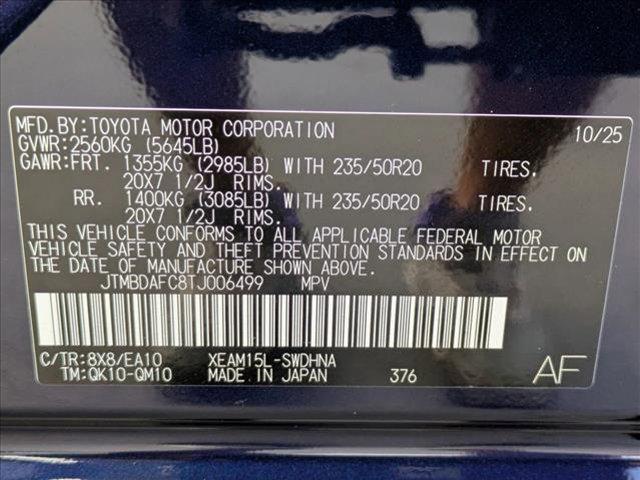 MFD.BY:TOYOTA MOTOR CORPORATION 10/25
GVWR:2560KG (5645LB)
GAWR:FRT. 1355KG (2985LB) WITH 235/50R20 TIRES.
20X7 1/2J RIMS.
RR. 1400KG (3085LB) WITH 235/50R20 TIRES.
20X7 1/2J RIMS.
THIS VEHICLE CONFORMS TO ALL APPLICABLE FEDERAL MOTOR
VEHICLE SAFETY AND THEFT PREVENTION STANDARDS IN EFFECT ON
THE DATE OF MANUFACTURE SHOWN ABOVE.
JTMBDAFC8TJ006499 MPV
C/TR:8X8/EA10 XEAM15L-SWDHNA
TM:QK10-QM10 MADE IN JAPAN 376 AF